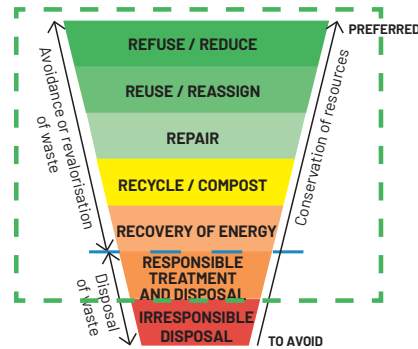 PREFERRED
REFUSE / REDUCE
REUSE / REASSIGN
REPAIR
RECYCLE / COMPOST
RECOVERY OF ENERGY
RESPONSIBLE
TREATMENT
AND DISPOSAL
IRRESPONSIBLE
DISPOSAL
TO AVOID
Avoidance or revalorisation
of waste
Disposal
of waste
Conservation of resources